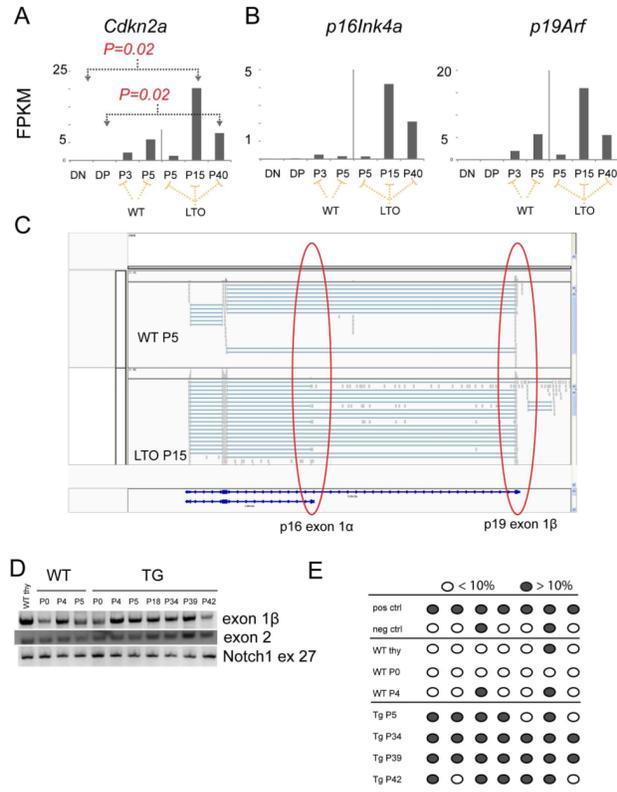 A
Cdkn2a
P=0.02
P=0.02
FPKM
25
5
0
DN DP P3 P5 P5 P15 P40
WT LTO
B
p16Ink4a
5
1
DN DP P3 P5 P5 P15 P40
WT LTO
p19Arf
20
5
0
DN DP P3 P5 P5 P15 P40
WT LTO
C
WT P5
LTO P15
p16 exon 1α
p19 exon 1β
D
WT thy
WT TG
P0 P4 P5 P0 P4 P5 P18 P34 P39 P42
exon 1β
exon 2
Notch1 ex 27
E
< 10% > 10%
pos ctrl
neg ctrl
WT thy
WT P0
WT P4
Tg P5
Tg P34
Tg P39
Tg P42